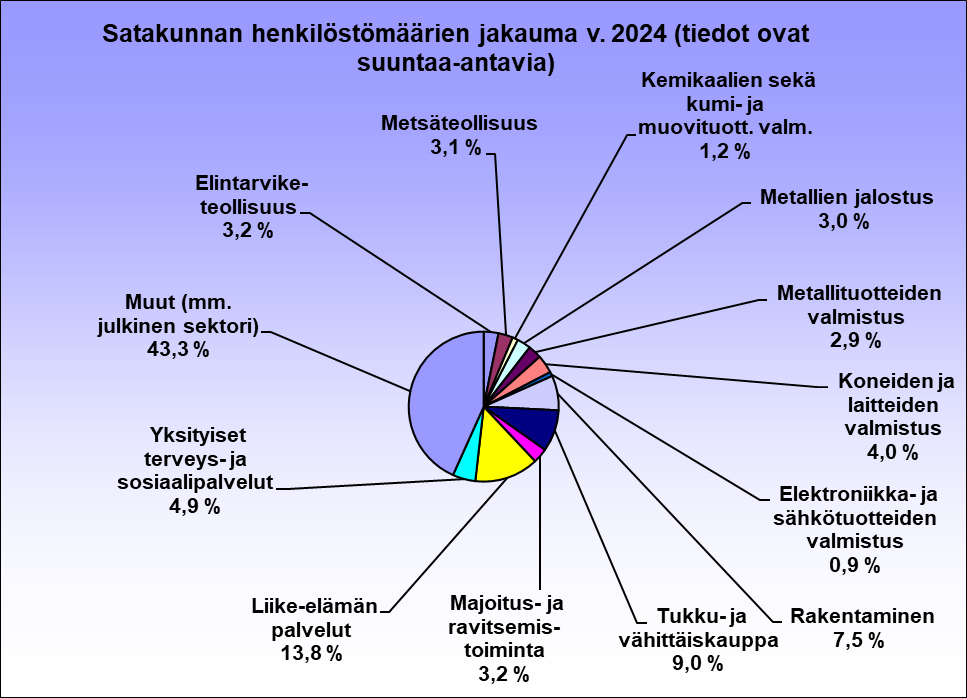 Satakunnan henkilöstömäärien jakauma v. 2024 (tiedot ovat
suuntaa-antavia)
Kemikaalien sekä
kumi- ja
muovituott. valm.
1,2 %
Metsäteollisuus
3,1 %
Elintarvike-
teollisuus
3,2 %
Metallien jalostus
3,0 %
Muut (mm.
julkinen sektori)
43,3 %
Metallituotteiden
valmistus
2,9 %
Koneiden ja
laitteiden
valmistus
4,0 %
Yksityiset
terveys- ja
sosiaalipalvelut
4,9 %
Elektroniikka- ja
sähkötuotteiden
valmistus
0,9 %
Liike-elämän
palvelut
13,8 %
Majoitus- ja
ravitsemis-
toiminta
3,2 %
Tukku- ja
vähittäiskauppa
9,0 %
Rakentaminen
7,5 %